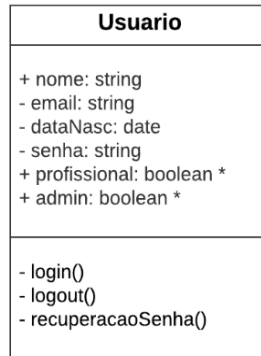 Usuario
+ nome: string
- email: string
- dataNasc: date
- senha: string
+ profissional: boolean *
+ admin: boolean *
- login()
- logout()
- recuperacaoSenha()